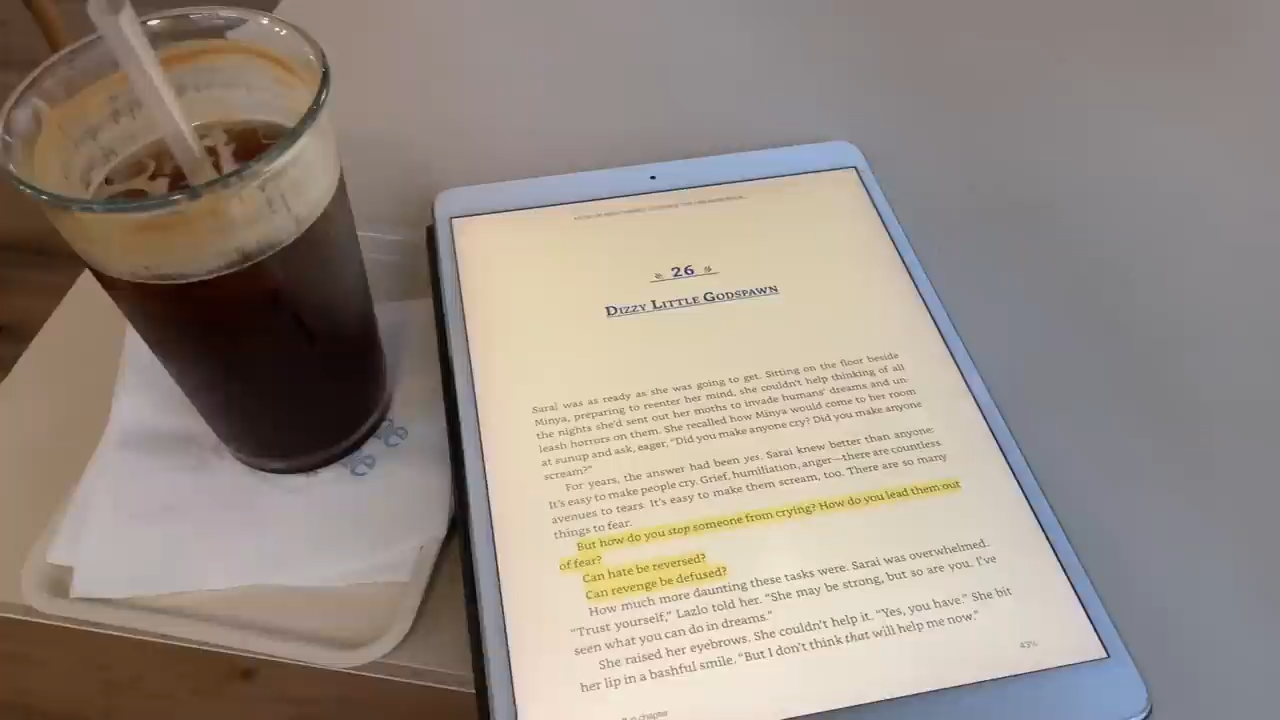 26
Dizzy Little Godspawn
Sarai was as ready as she was going to get. Sitting on the floor beside
Minya, preparing to reenter her mind, she couldn't help thinking of all
the nights she'd sent out her moths to invade humans' dreams and un-
leash horrors on them. She recalled how Minya would come to her room
at sunup and ask, eager, "Did you make anyone cry? Did you make anyone
scream?"
For years, the answer had been yes. Sarai knew better than anyone:
It's easy to make people cry. Grief, humiliation, anger—there are countless
avenues to tears. It's easy to make them scream, too. There are so many
things to fear.
But how do you stop someone from crying? How do you lead them out
of fear?
Can hate be reversed?
Can revenge be defused?
How much more daunting these tasks were. Sarai was overwhelmed.
"Trust yourself," Lazlo told her. "She may be strong, but so are you. I've
seen what you can do in dreams."
She raised her eyebrows. She couldn't help it. "Yes, you have." She bit
her lip in a bashful smile. "But I don't think that will help me now."
43%
in chapter